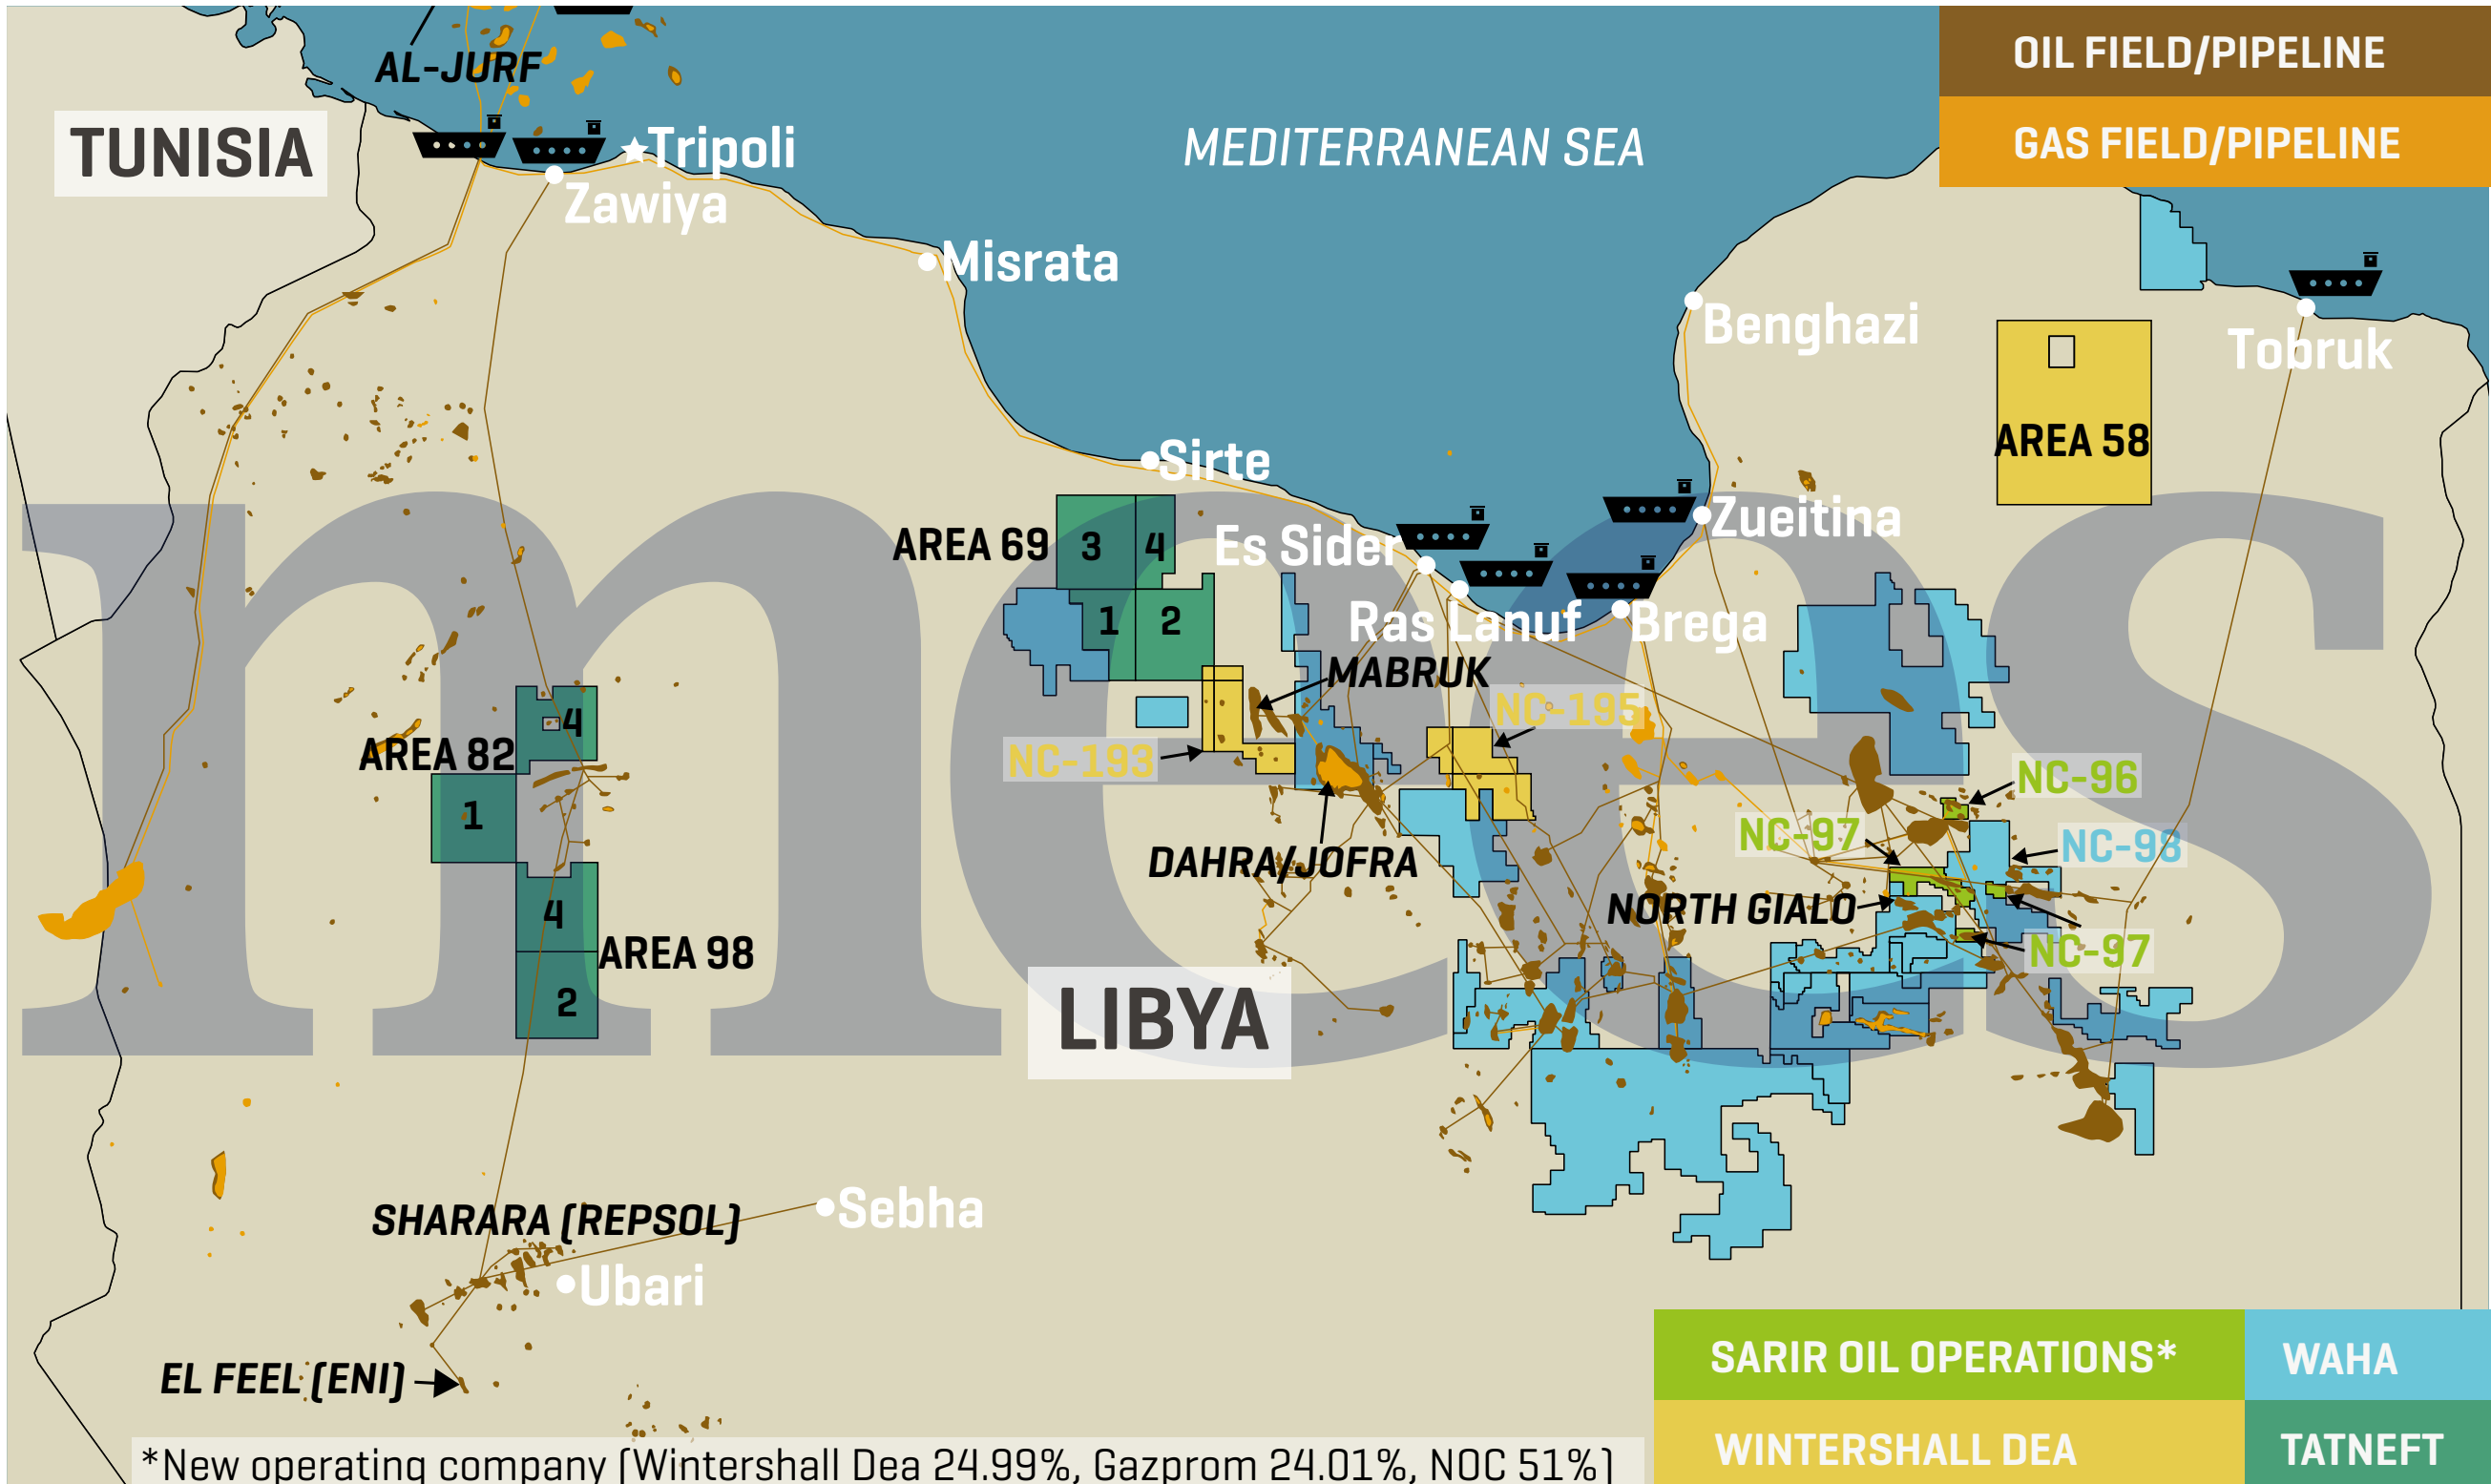 OIL FIELD/PIPELINE
AL-JURF
TUNISIA
Tripoli
MEDITERRANEAN SEA
GAS FIELD/PIPELINE
Zawiya
Misrata
Benghazi
Tobruk
AREA 58
Sirte
AREA 69
3
4
Es Sider
Zueitina
1
2
Ras Lanuf
Brega
MABRUK
NC-195
4
AREA 82
NC-193
NC-96
1
NC-97
NC-98
DAHRA/JOFRA
4
NORTH GIALO
AREA 98
NC-97
2
LIBYA
mees
SHARARA (REPSOL)
Sebha
Ubari
EL FEEL (ENI)
SARIR OIL OPERATIONS*
WAHA
WINTERSHALL DEA
TATNEFT
*New operating company (Wintershall Dea 24.99%, Gazprom 24.01%, NOC 51%)